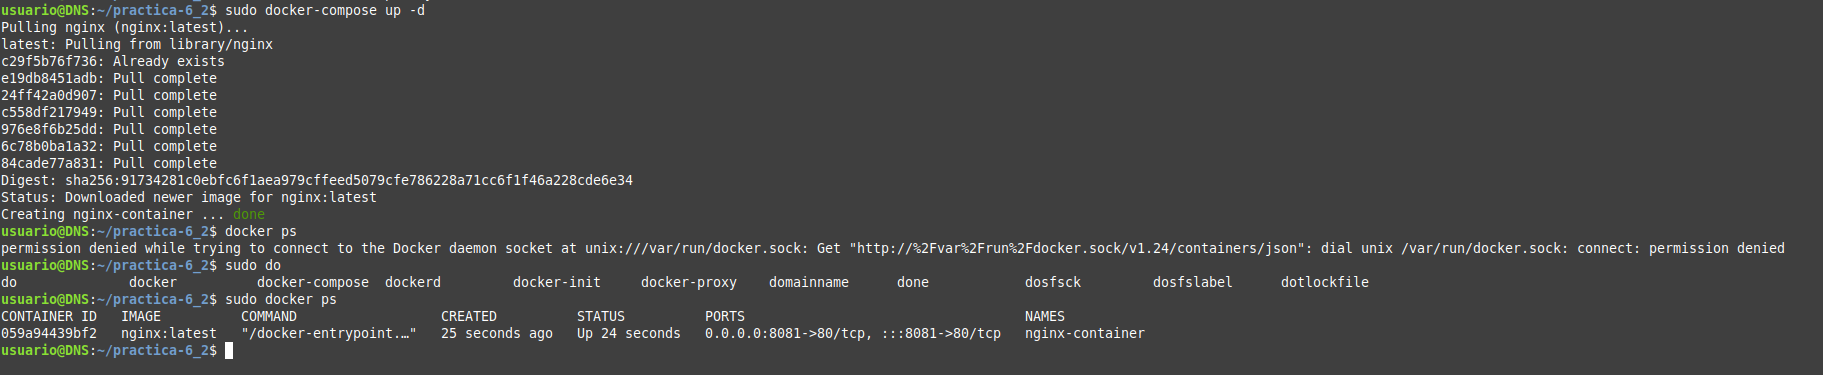 usuario@DNS:~/practica-6_2$ sudo docker-compose up -d
Pulling nginx (nginx:latest)...
latest: Pulling from library/nginx
c29f5b76f736: Already exists
e19db8451adb: Pull complete
24ff42a0d907: Pull complete
c558df217949: Pull complete
976e8f6b25dd: Pull complete
6c78b0ba1a32: Pull complete
84cade77a831: Pull complete
Digest: sha256:91734281c0ebfc6f1aea979cffeed5079cfe786228a71cc6f1f46a228cde6e34
Status: Downloaded newer image for nginx:latest
Creating nginx-container ... done
usuario@DNS:~/practica-6_2$ docker ps
permission denied while trying to connect to the Docker daemon socket at unix:///var/run/docker.sock: Get "http://%2Fvar%2Frun%2Fdocker.sock/v1.24/containers/json": dial unix /var/run/docker.sock: connect: permission denied
usuario@DNS:~/practica-6_2$ sudo do
do              docker          docker-compose  dockerd         docker-init     docker-proxy    domainname      done            dosfsck         dosfslabel      dotlockfile
usuario@DNS:~/practica-6_2$ sudo docker ps
CONTAINER ID   IMAGE          COMMAND                  CREATED          STATUS          PORTS                                   NAMES
059a94439bf2   nginx:latest   "/docker-entrypoint.…"   25 seconds ago   Up 24 seconds   0.0.0.0:8081->80/tcp, :::8081->80/tcp   nginx-container
usuario@DNS:~/practica-6_2$